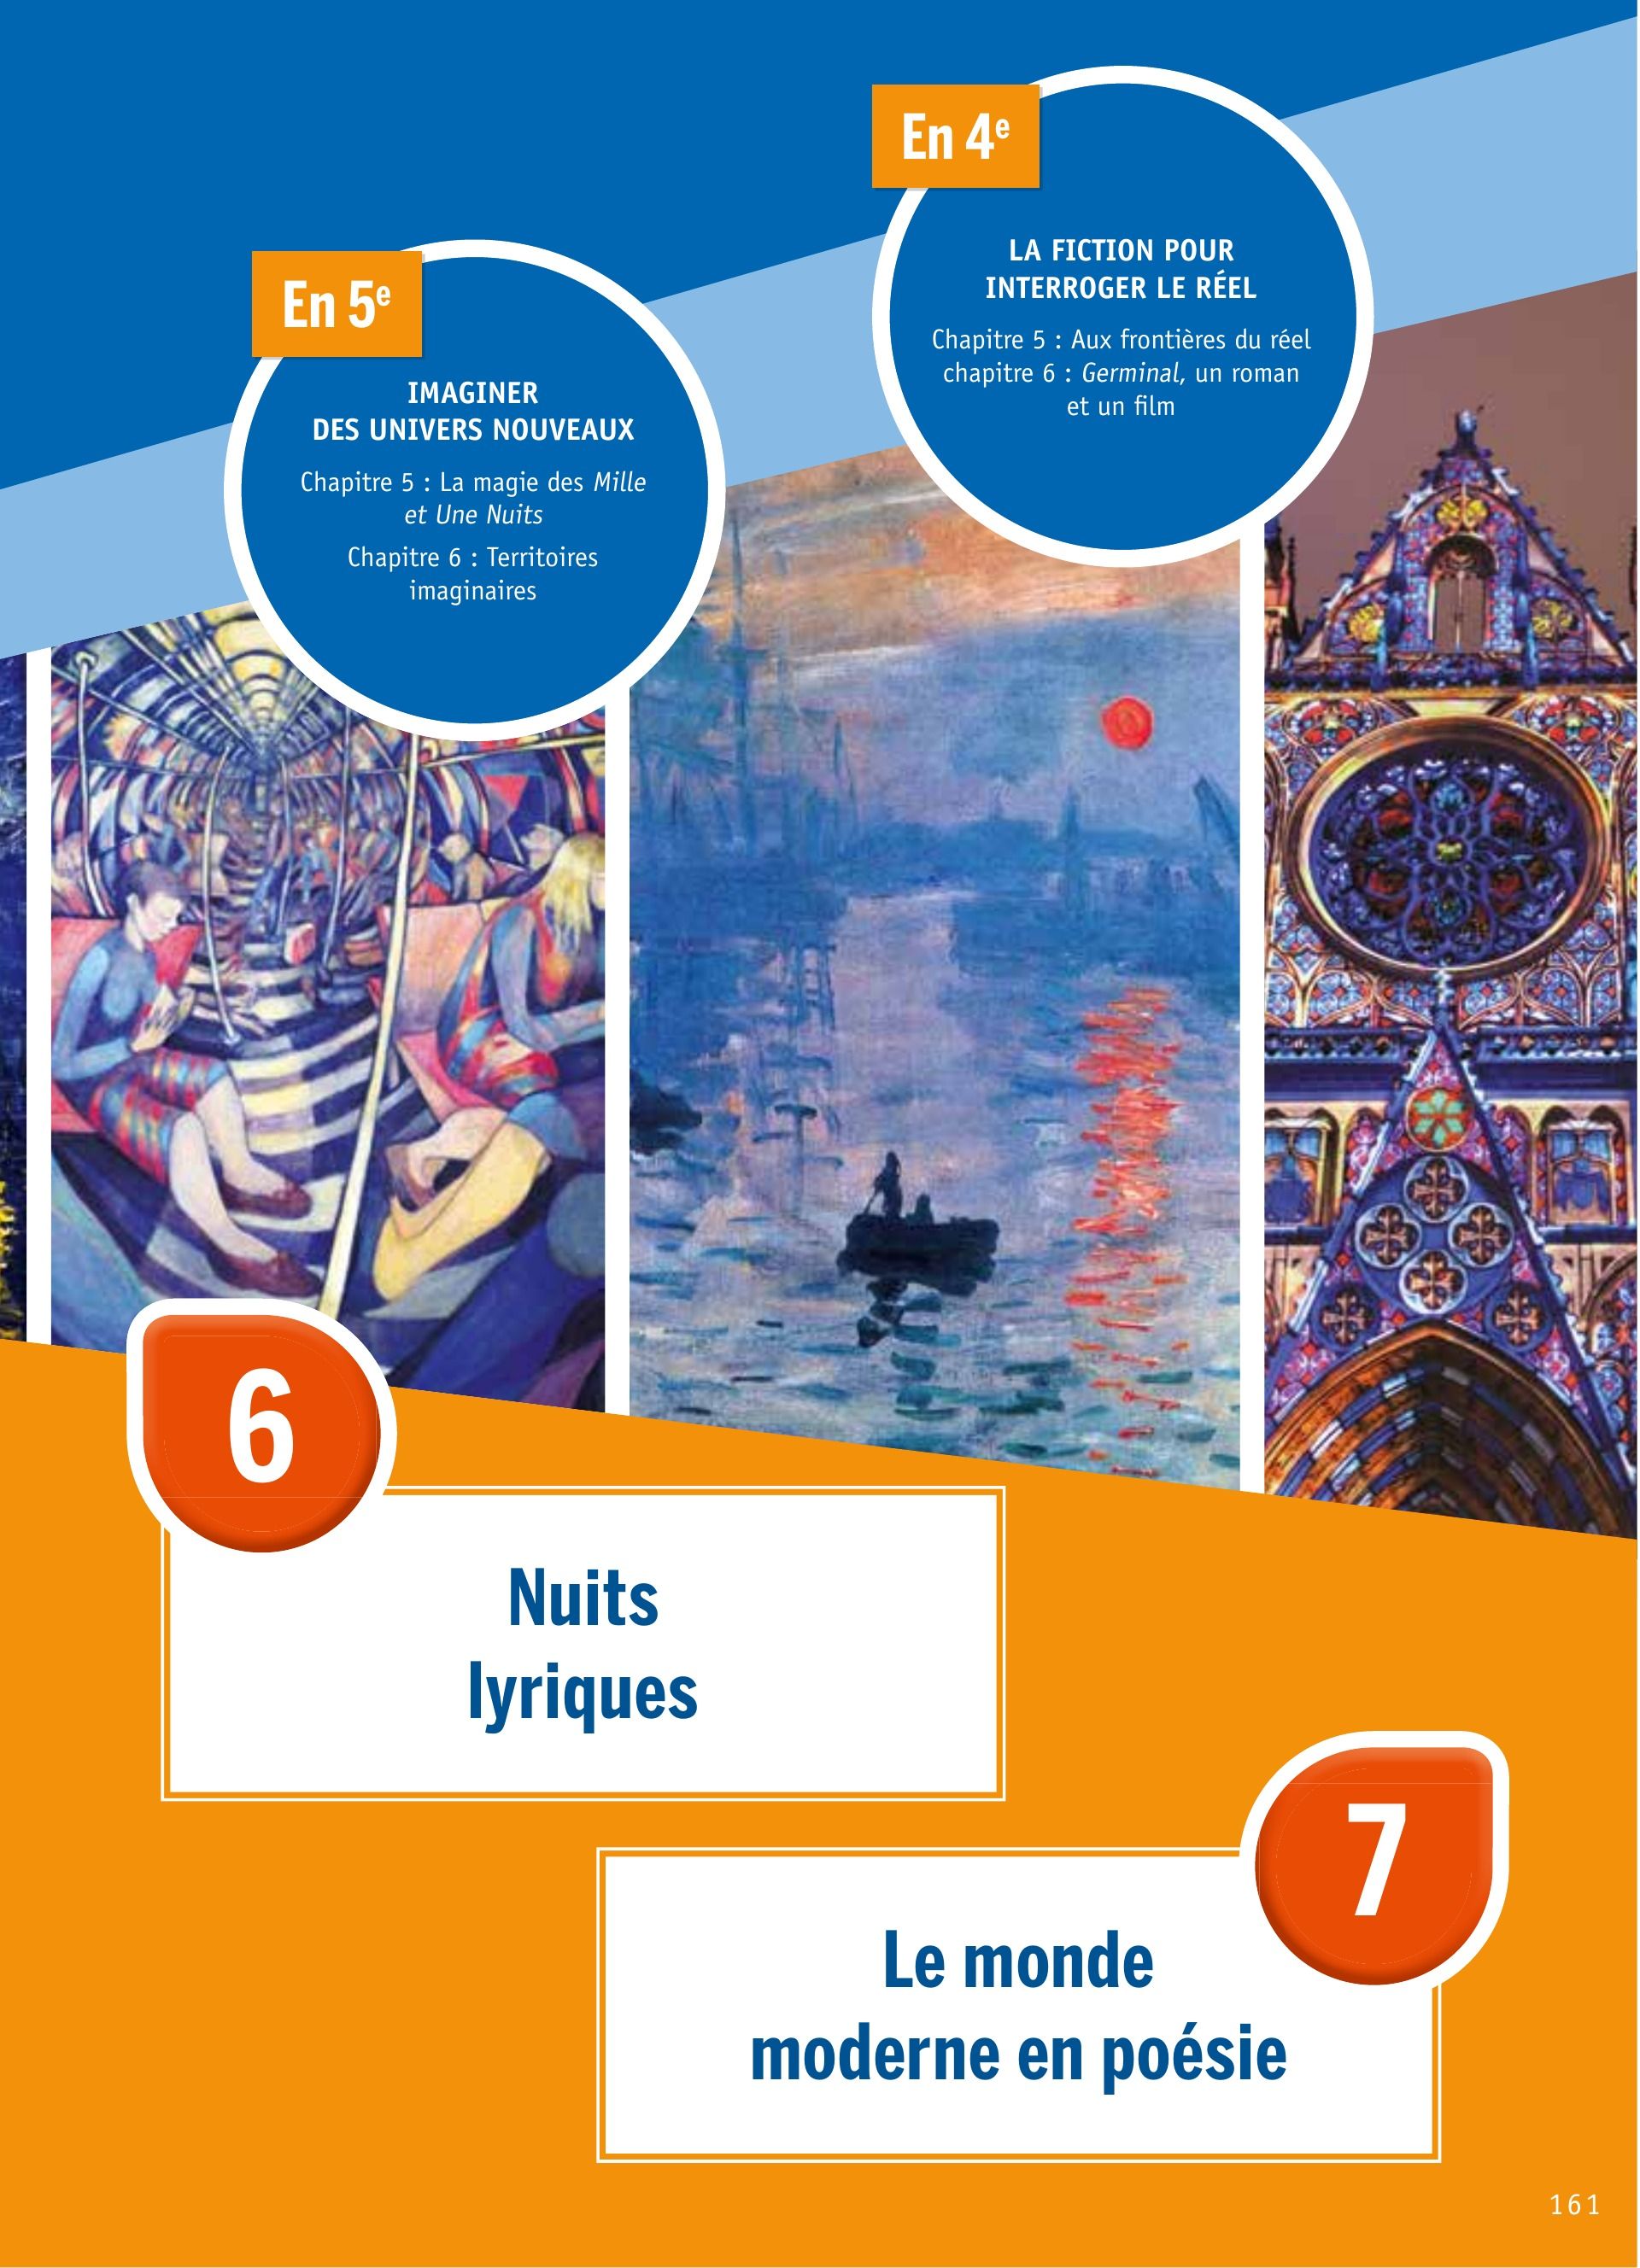 En 5e
IMAGINER
DES UNIVERS NOUVEAUX
Chapitre 5 : La magie des Mille
et Une Nuits
Chapitre 6 : Territoires
imaginaires
En 4e
LA FICTION POUR
INTERROGER LE RÉEL
Chapitre 5 : Aux frontières du réel
chapitre 6 : Germinal, un roman
et un film
6
Nuits
lyriques
7
Le monde
moderne en poésie
161